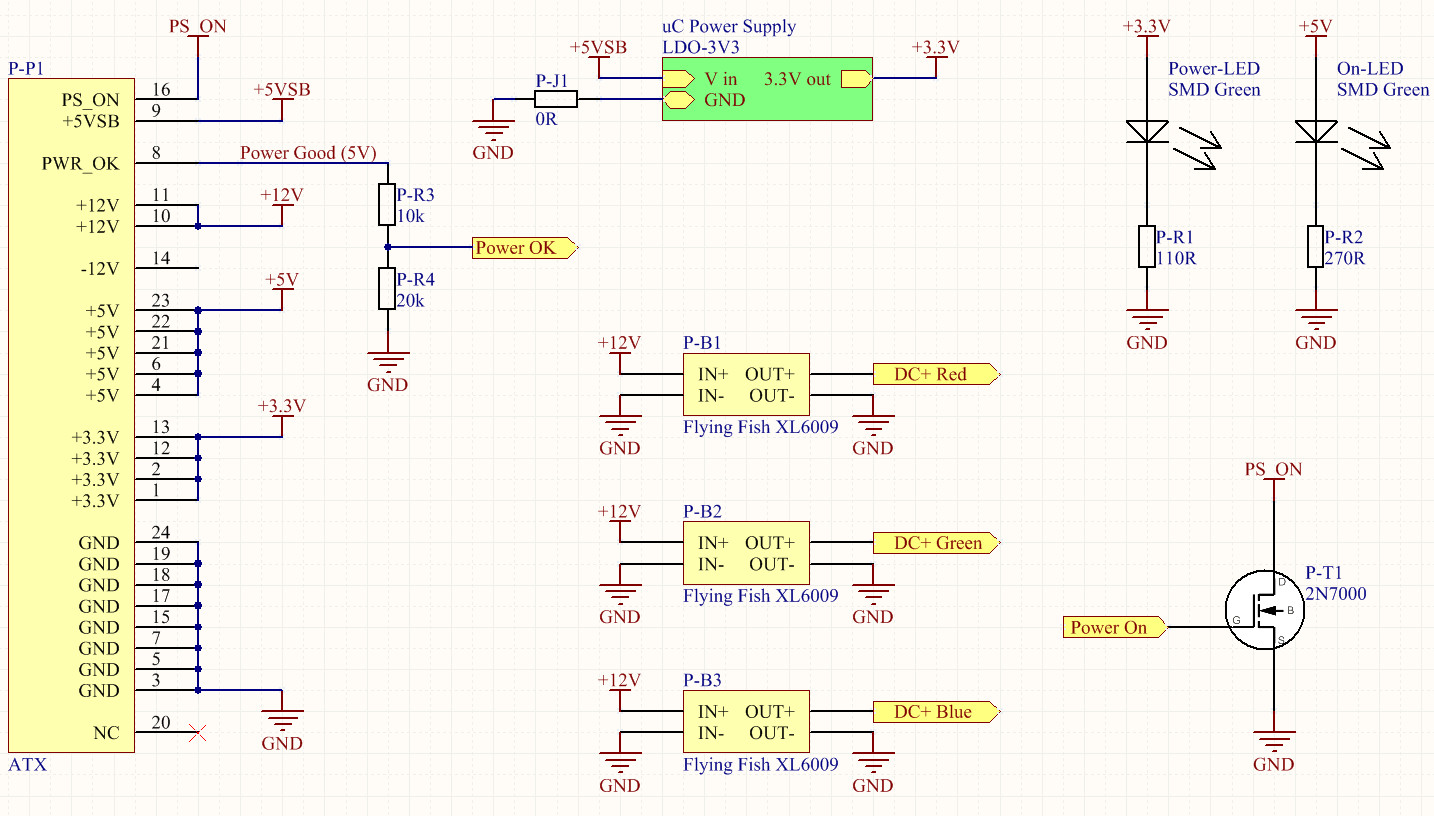 PS_ON
P-P1
PS_ON 16
+5VSB 9
+5VSB
PWR_OK 8
Power Good (5V)
+12V 11
+12V 10
+12V
-12V 14
+5V 23
+5V 22
+5V 21
+5V 6
+5V 4
+5V
+3.3V 13
+3.3V 12
+3.3V 2
+3.3V 1
+3.3V
GND 24
GND 19
GND 18
GND 17
GND 15
GND 7
GND 5
GND 3
GND
NC 20
ATX
P-R3
10k
Power OK
P-R4
20k
GND
uC Power Supply
LDO-3V3
+5VSB
V in 3.3V out
GND
+3.3V
P-J1
0R
GND
+12V
P-B1
IN+ OUT+
IN- OUT-
Flying Fish XL6009
DC+ Red
GND
GND
+12V
P-B2
IN+ OUT+
IN- OUT-
Flying Fish XL6009
DC+ Green
GND
GND
+12V
P-B3
IN+ OUT+
IN- OUT-
Flying Fish XL6009
DC+ Blue
GND
GND
+3.3V
Power-LED
SMD Green
P-R1
110R
GND
+5V
On-LED
SMD Green
P-R2
270R
GND
PS_ON
P-T1
2N7000
D
B
G
S
Power On
GND